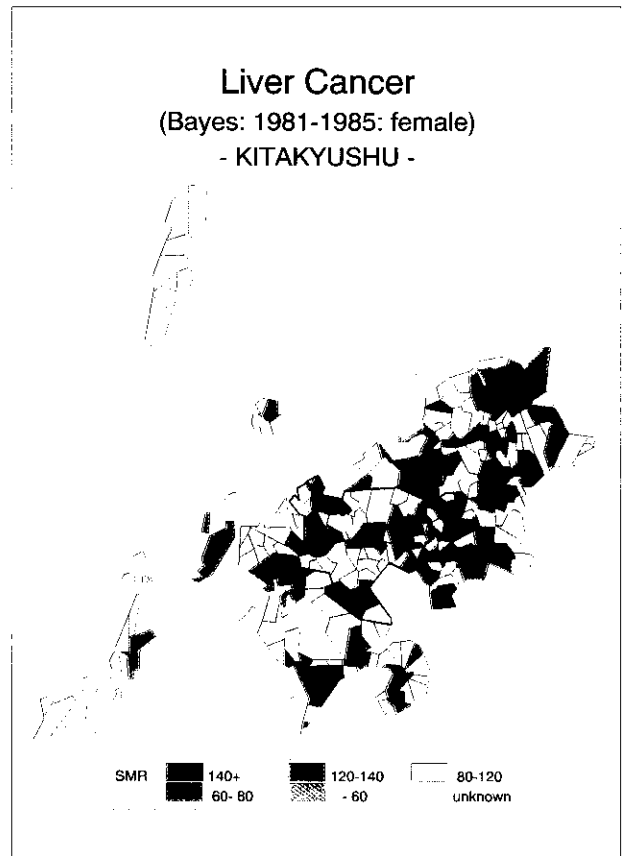 Liver Cancer
(Bayes: 1981-1985: female)
- KITAKYUSHU -
SMR 140+ 120-140 80-120
60- 80 - 60 unknown